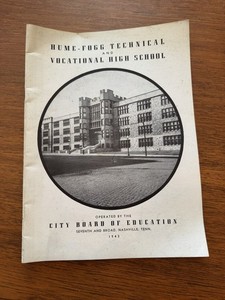 HUME-FOGG TECHNICAL
AND
VOCATIONAL HIGH SCHOOL
OPERATED BY THE
CITY BOARD OF EDUCATION
SEVENTH AND BROAD, NASHVILLE, TENN.